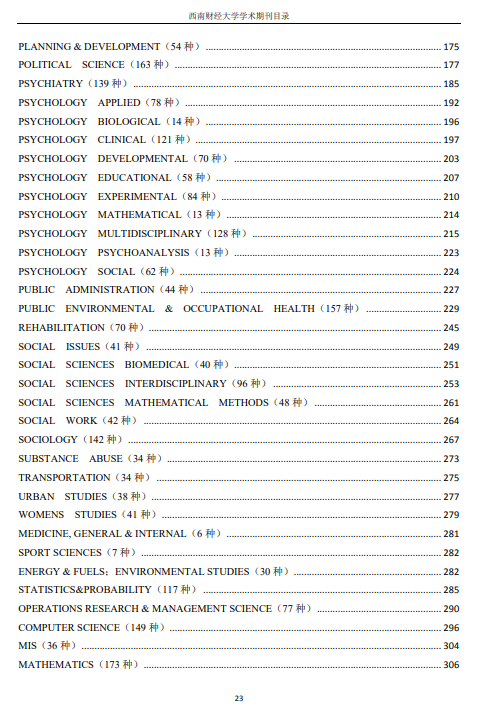 西南财经大学学术期刊目录
PLANNING & DEVELOPMENT（54 种）175
POLITICAL SCIENCE（163 种）177
PSYCHIATRY（139 种）185
PSYCHOLOGY APPLIED（78 种）192
PSYCHOLOGY BIOLOGICAL（14 种）196
PSYCHOLOGY CLINICAL（121 种）197
PSYCHOLOGY DEVELOPMENTAL（70 种）203
PSYCHOLOGY EDUCATIONAL（58 种）207
PSYCHOLOGY EXPERIMENTAL（84 种）210
PSYCHOLOGY MATHEMATICAL（13 种）214
PSYCHOLOGY MULTIDISCIPLINARY（128 种）215
PSYCHOLOGY PSYCHOANALYSIS（13 种）223
PSYCHOLOGY SOCIAL（62 种）224
PUBLIC ADMINISTRATION（44 种）227
PUBLIC ENVIRONMENTAL & OCCUPATIONAL HEALTH（157 种）229
REHABILITATION（70 种）245
SOCIAL ISSUES（41 种）249
SOCIAL SCIENCES BIOMEDICAL（40 种）251
SOCIAL SCIENCES INTERDISCIPLINARY（96 种）253
SOCIAL SCIENCES MATHEMATICAL METHODS（48 种）261
SOCIAL WORK（42 种）264
SOCIOLOGY（142 种）267
SUBSTANCE ABUSE（34 种）273
TRANSPORTATION（34 种）275
URBAN STUDIES（38 种）277
WOMENS STUDIES（41 种）279
MEDICINE, GENERAL & INTERNAL（6 种）281
SPORT SCIENCES（7 种）282
ENERGY & FUELS；ENVIRONMENTAL STUDIES（30 种）282
STATISTICS&PROBABILITY（117 种）285
OPERATIONS RESEARCH & MANAGEMENT SCIENCE（77 种）290
COMPUTER SCIENCE（149 种）296
MIS（36 种）304
MATHEMATICS（173 种）306
23